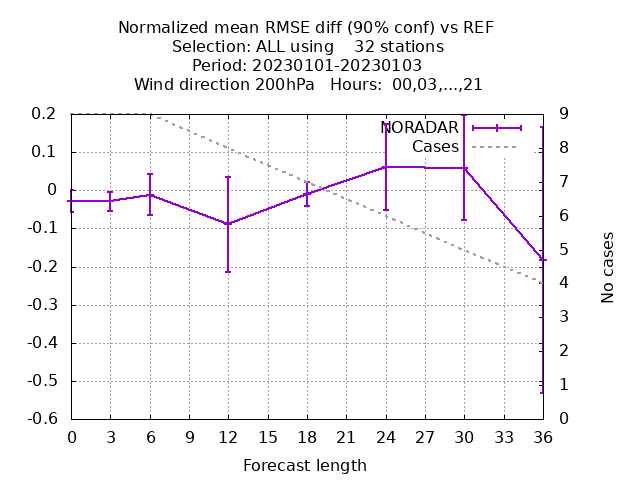 Normalized mean RMSE diff (90% conf) vs REF
Selection: ALL using    32 stations
Period: 20230101-20230103
Wind direction 200hPa   Hours:  00,03,...,21
NORADAR
Cases
0.2
0.1
0
-0.1
-0.2
-0.3
-0.4
-0.5
-0.6
9
8
7
6
5
4
3
2
1
0
No cases
0 3 6 9 12 15 18 21 24 27 30 33 36
Forecast length